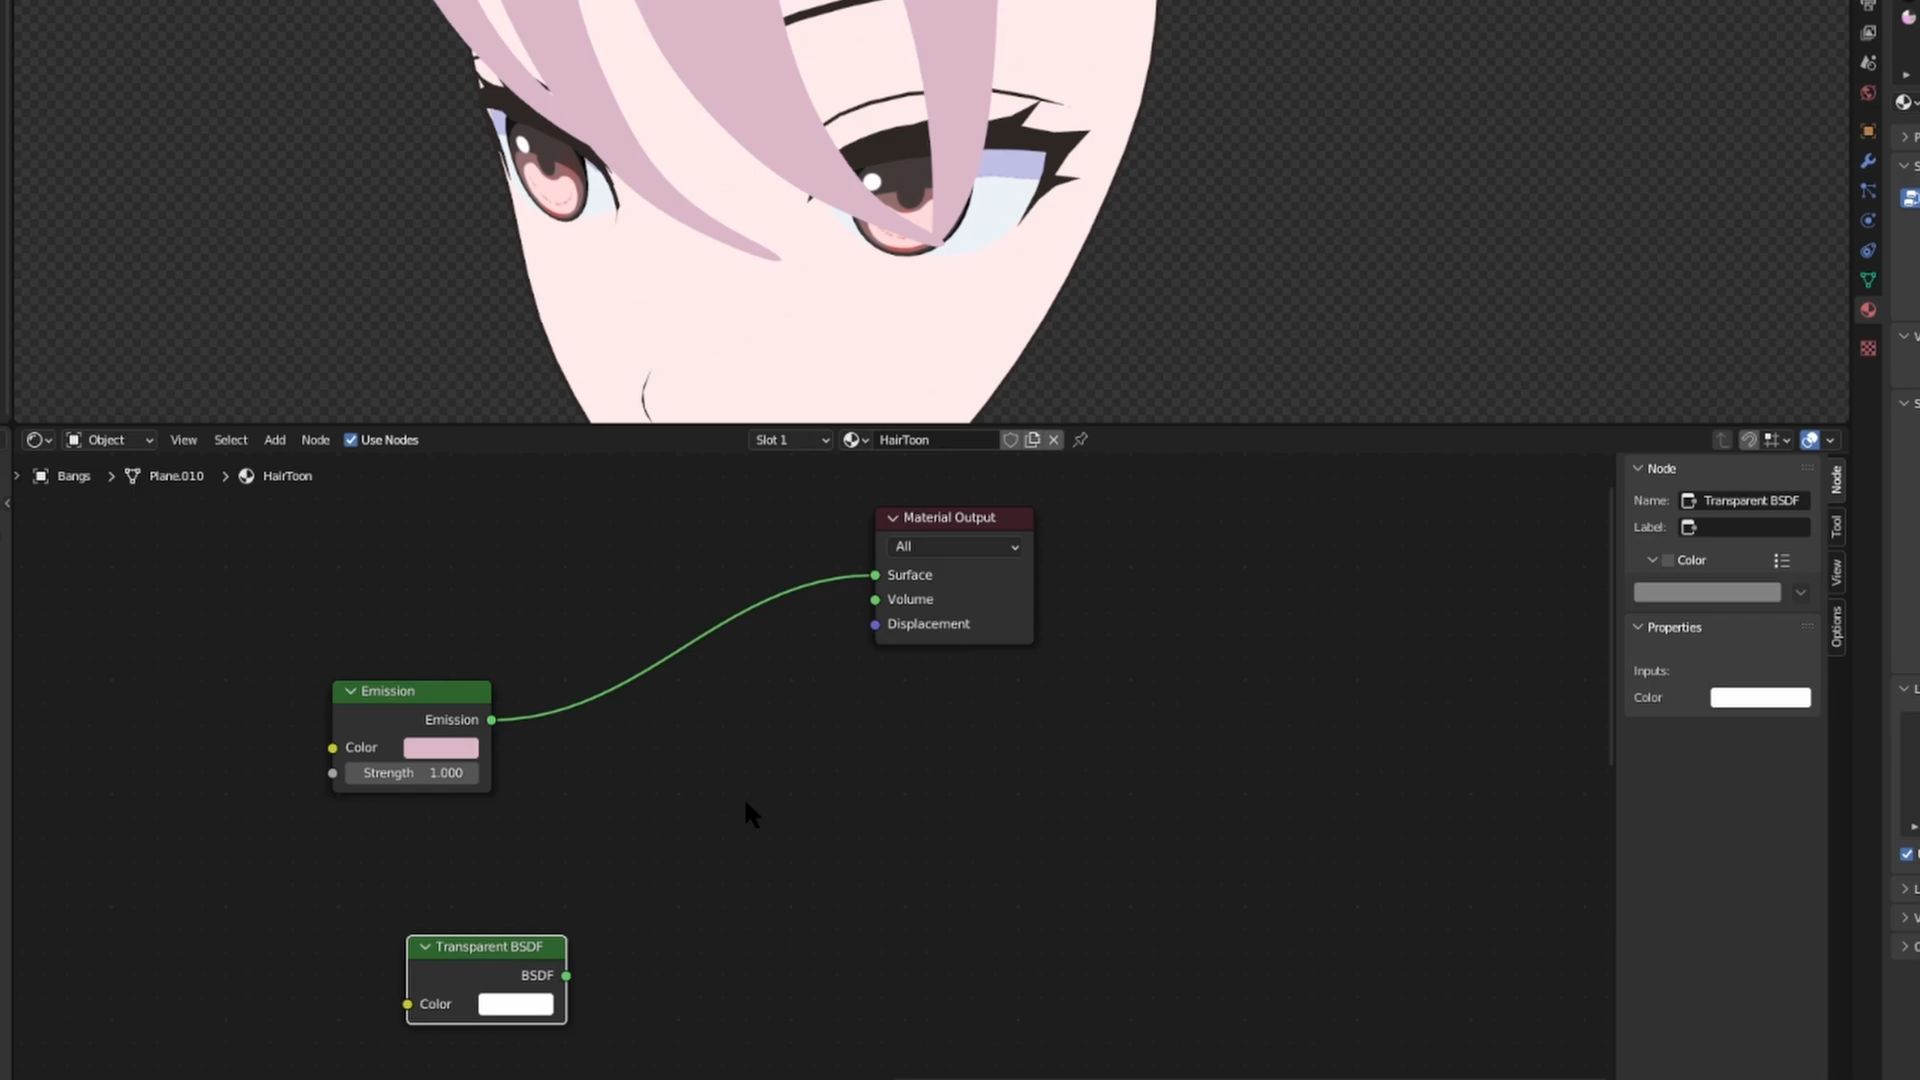 Object
View
Select
Add
Node
Use Nodes
Slot 1
HairToon
Bangs
Plane.010
HairToon
Material Output
All
Surface
Volume
Displacement
Emission
Emission
Color
Strength 1.000
Transparent BSDF
BSDF
Color
Node
Name: Transparent BSDF
Label:
Color
Properties
Inputs:
Color
Node
Tool
View
Options